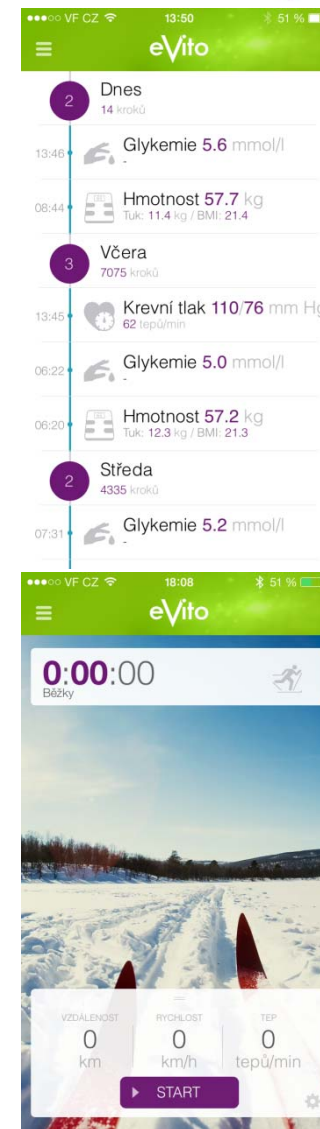 VF CZ 13:50 51 %
eVito
2 Dnes
14 kroků
13:46 Glykemie 5.6 mmol/l
-
08:44 Hmotnost 57.7 kg
Tuk: 11.4 kg / BMI: 21.4
3 Včera
7075 kroků
13:45 Krevní tlak 110/76 mm Hg
62 tepů/min
06:22 Glykemie 5.0 mmol/l
-
06:20 Hmotnost 57.2 kg
Tuk: 12.3 kg / BMI: 21.3
2 Středa
4335 kroků
07:31 Glykemie 5.2 mmol/l
-
VF CZ 18:08 51 %
eVito
0:00:00
Běžky
VZDÁLENOST RYCHLOST TEP
0 0 0
km km/h tepů/min
START